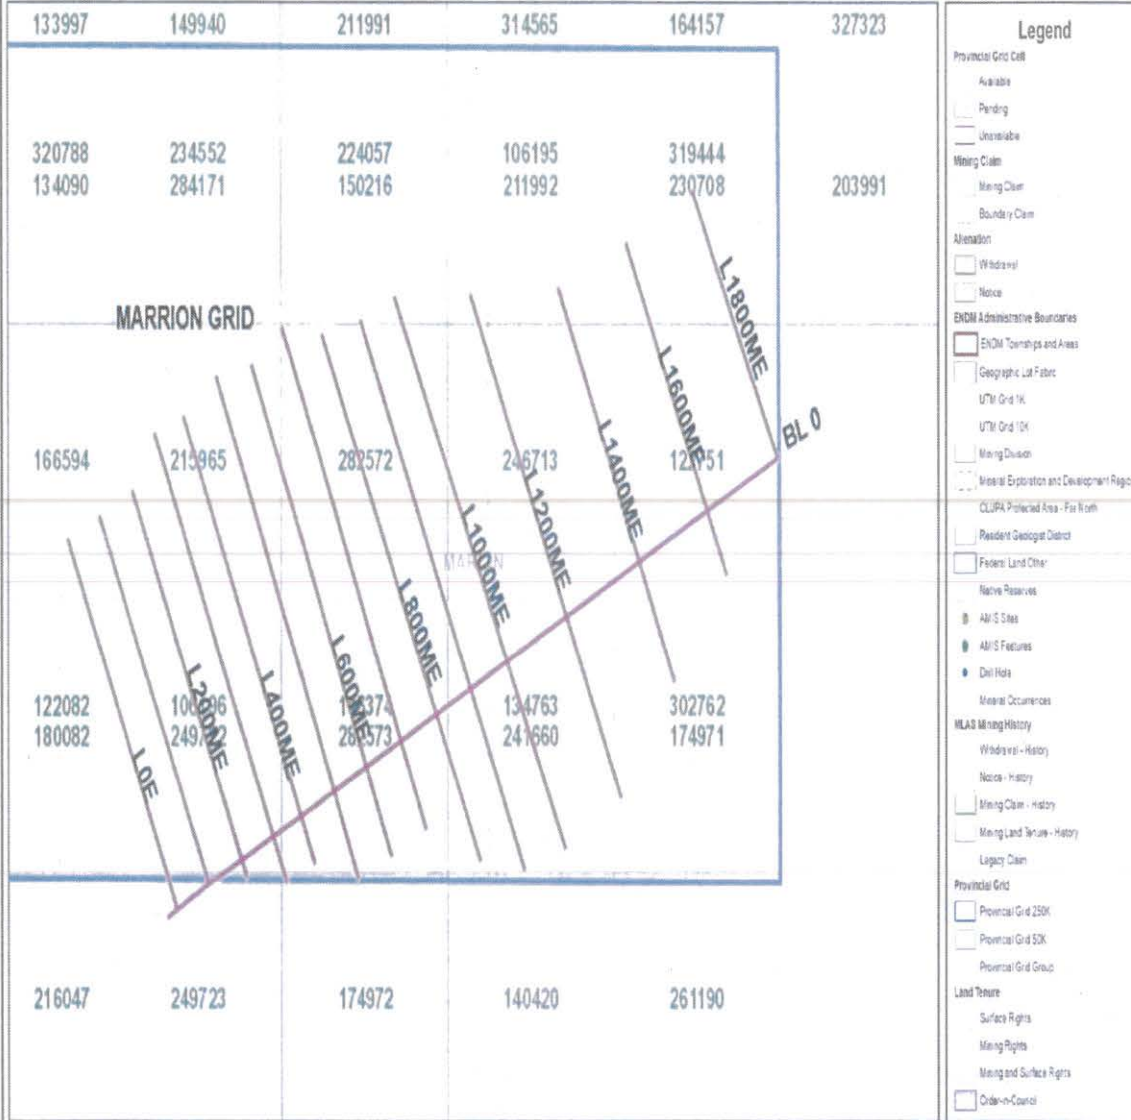 133997 149940 211991 314565 164157 327323
320788 234552 224057 106195 319444
134090 284171 150216 211992 230708 203991
MARRION GRID
L1800ME
L1600ME
BL 0
166594 215965 282572 246713
L1400ME
L1200ME
L1000ME
L800ME
L600ME
L400ME
L200ME
L0E
122082 134763 302762
180082 241660 174971
216047 249723 174972 140420 261190
Legend
Provincial Grid Cell
Available
Pending
Unavailable
Mining Claim
Mining Claim
Boundary Claim
Alienation
Withdrawal
Notice
ENDM Administrative Boundaries
ENDM Townships and Areas
Geographic Lot Fabric
UTM Grid 1K
UTM Grid 10K
Mining Division
Mineral Exploration and Development Regio
CLUPA Protected Area - Far North
Resident Geologist District
Federal Land Other
Native Reserves
AMIS Sites
AMIS Features
Drill Hole
Mineral Occurrences
MLAS Mining History
Withdrawal - History
Notice - History
Mining Claim - History
Mining Land Tenure - History
Legacy Claim
Provincial Grid
Provincial Grid 250K
Provincial Grid 50K
Provincial Grid Group
Land Tenure
Surface Rights
Mining Rights
Mining and Surface Rights
Order-in-Council